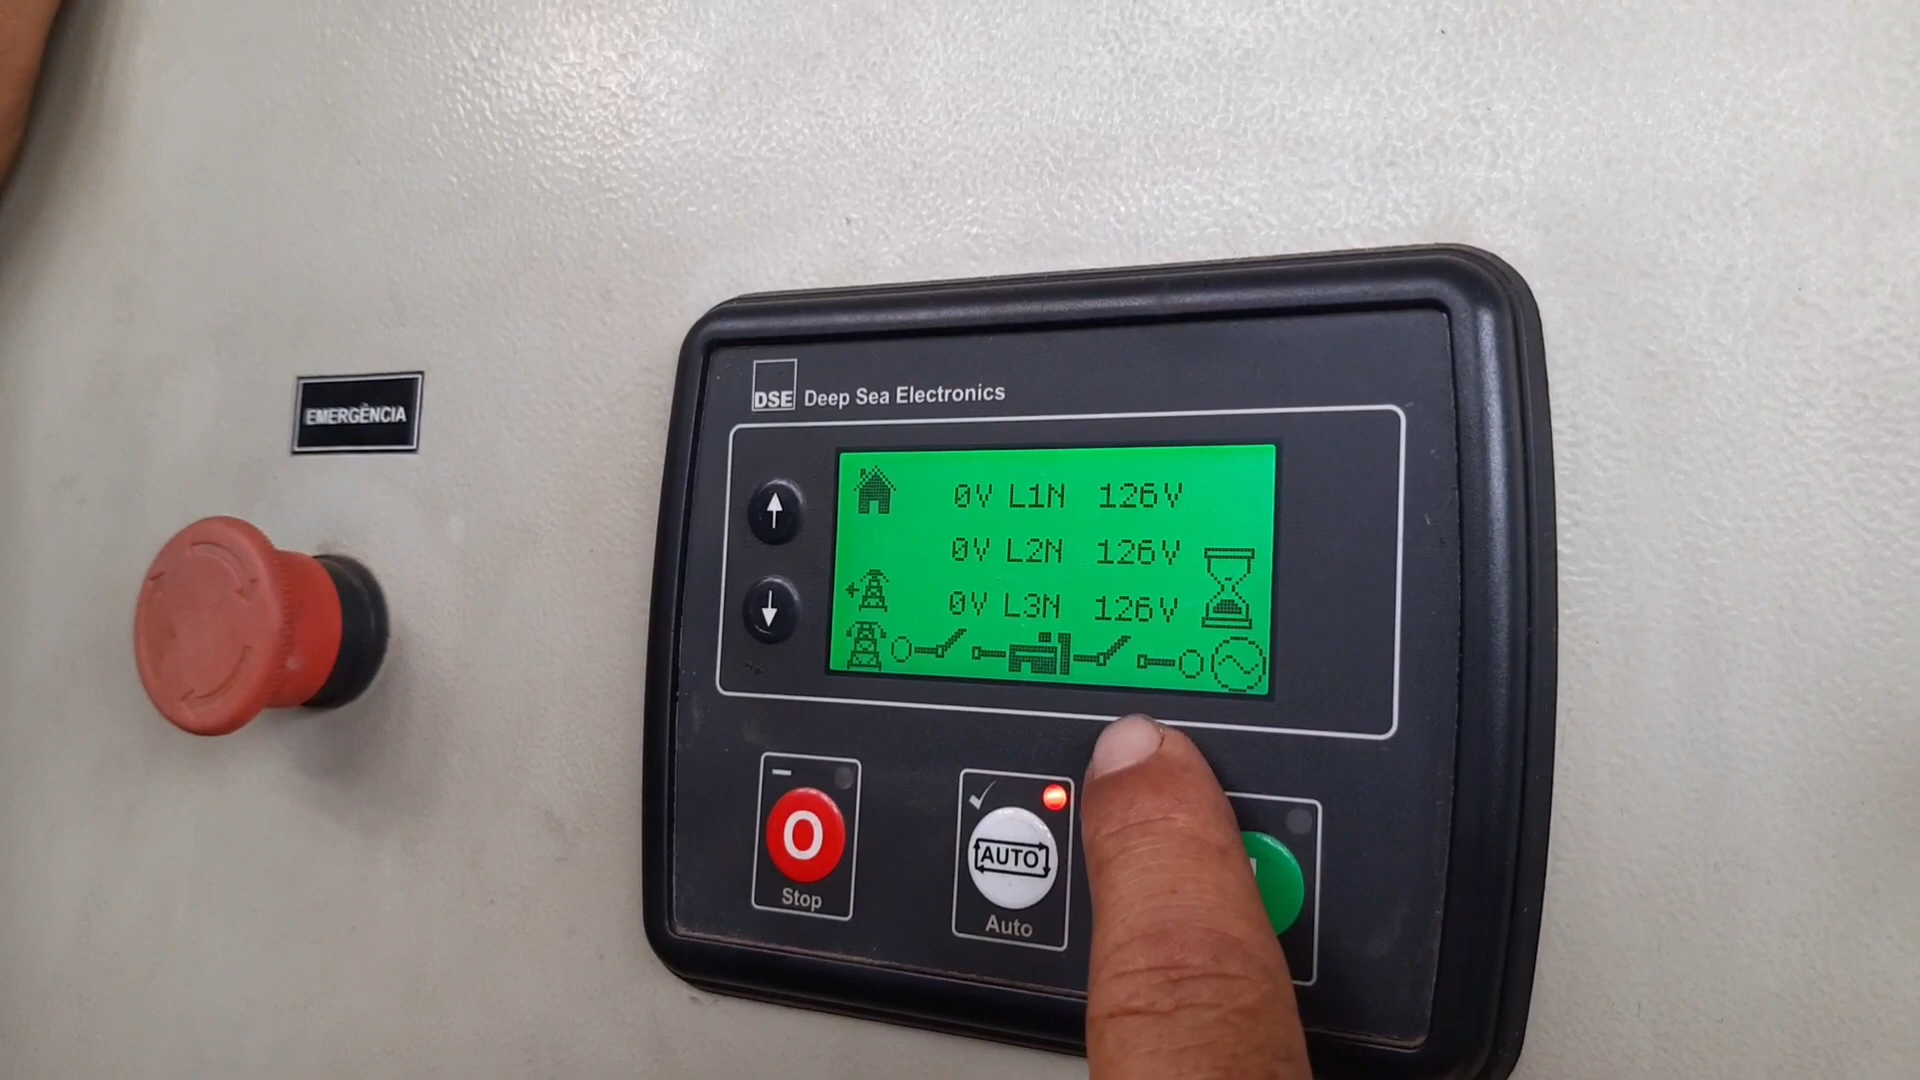 EMERGÊNCIA
DSE Deep Sea Electronics
0V L1N 126V
0V L2N 126V
0V L3N 126V
O
Stop
AUTO
Auto